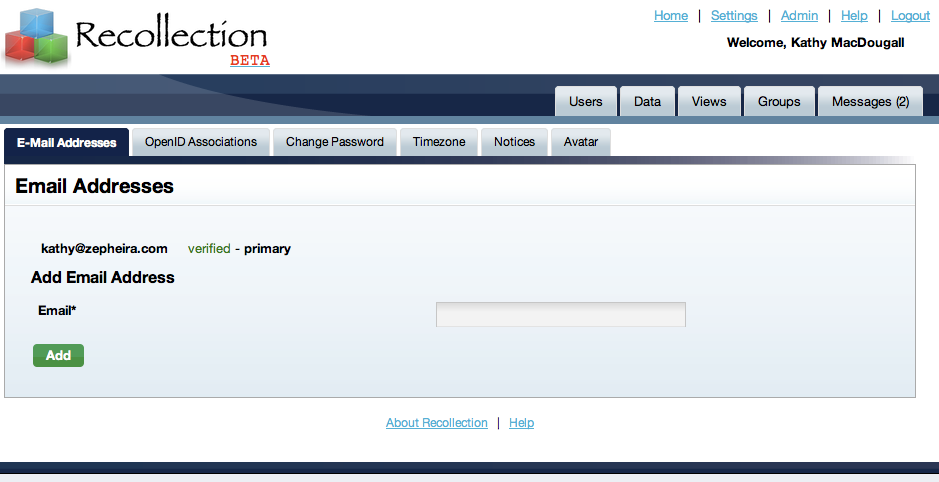 Recollection
BETA
Home | Settings | Admin | Help | Logout
Welcome, Kathy MacDougall
Users Data Views Groups Messages (2)
E-Mail Addresses OpenID Associations Change Password Timezone Notices Avatar
Email Addresses
kathy@zepheira.com verified - primary
Add Email Address
Email*
Add
About Recollection | Help